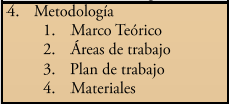 4. Metodología
1. Marco Teórico
2. Áreas de trabajo
3. Plan de trabajo
4. Materiales